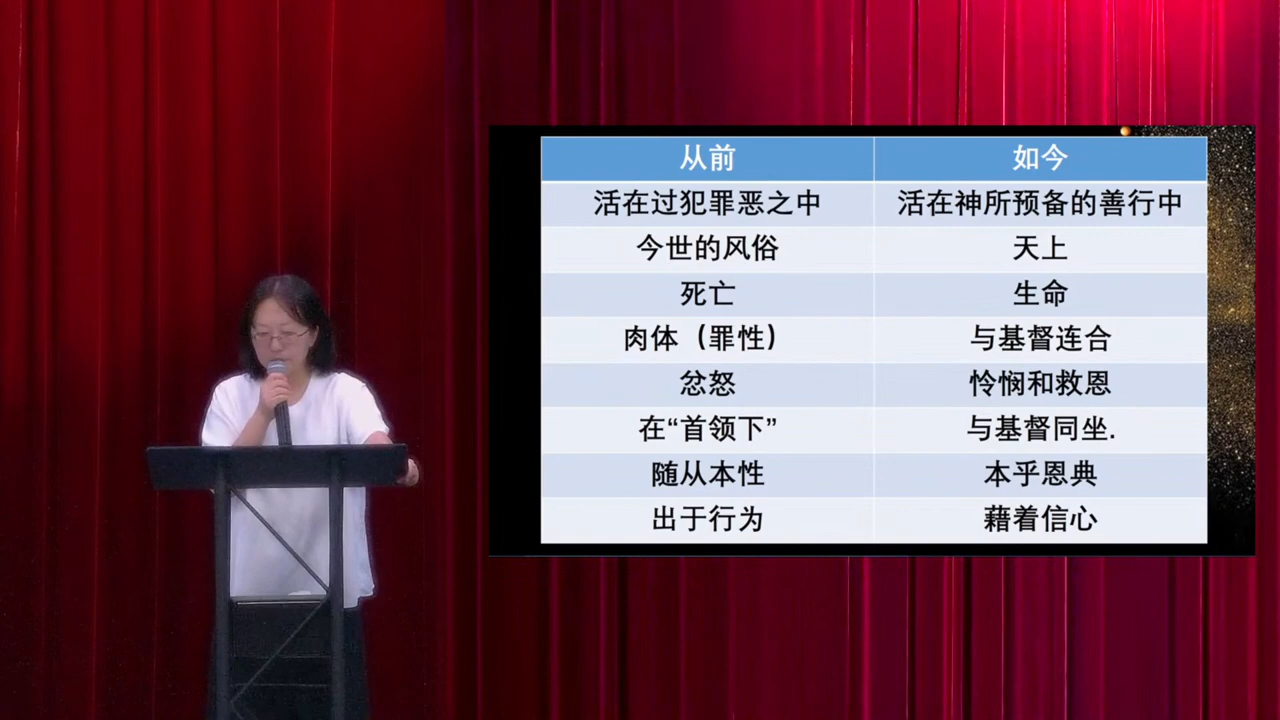 从前 如今
活在过犯罪恶之中 活在神所预备的善行中
今世的风俗 天上
死亡 生命
肉体（罪性） 与基督连合
忿怒 怜悯和救恩
在“首领下” 与基督同坐.
随从本性 本乎恩典
出于行为 藉着信心